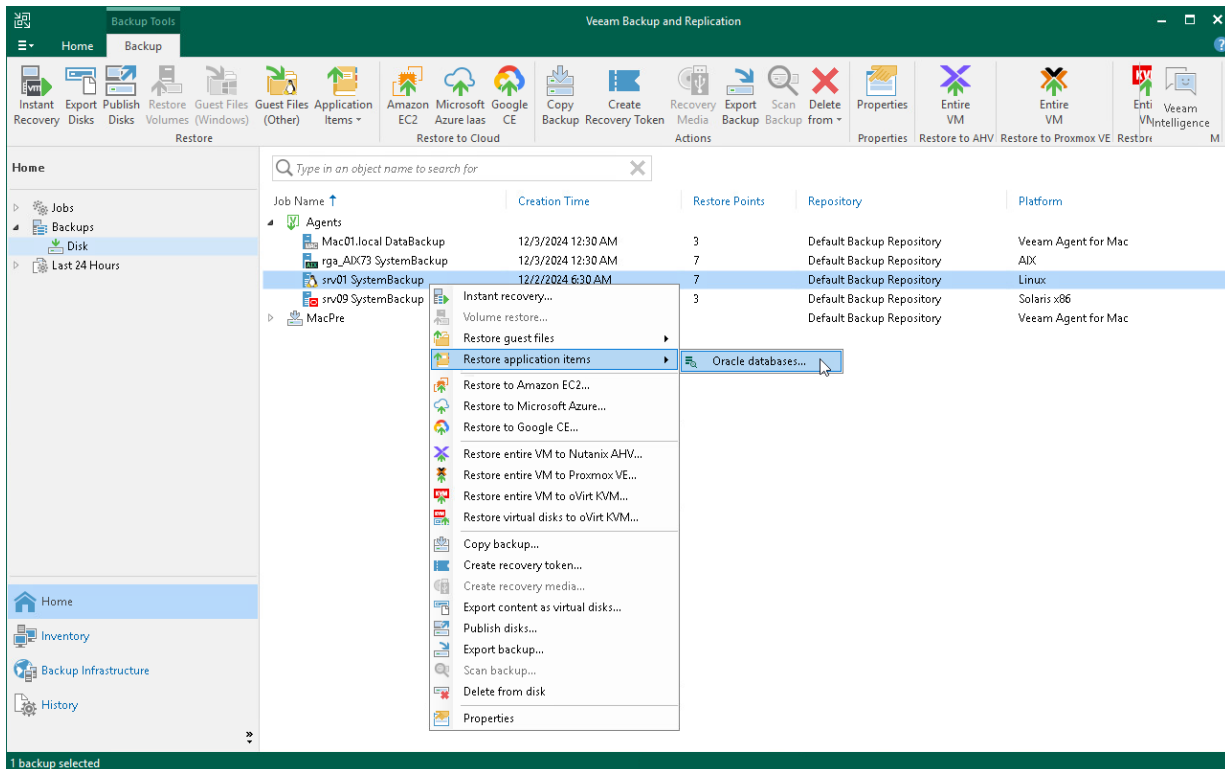 Backup Tools
Veeam Backup and Replication
Home Backup
Instant Recovery
Export Disks
Publish Disks
Restore Volumes
Guest Files (Windows)
Guest Files (Other)
Application Items
Amazon EC2
Microsoft Azure Iaas
Google CE
Copy Backup
Create Recovery Token
Recovery Media
Export Backup
Scan Backup
Delete from
Properties
Entire VM
Entire VM
Enti VM
Veeam Intelligence
Restore
Restore to Cloud
Actions
Properties
Restore to AHV
Restore to Proxmox VE
Restore
M
Home
Type in an object name to search for
Jobs
Backups
Disk
Last 24 Hours
Job Name Creation Time Restore Points Repository Platform
Agents
Mac01.local DataBackup 12/3/2024 12:30 AM 3 Default Backup Repository Veeam Agent for Mac
rga_AIX73 SystemBackup 12/3/2024 12:30 AM 7 Default Backup Repository AIX
srv01 SystemBackup 12/2/2024 6:30 AM 7 Default Backup Repository Linux
srv09 SystemBackup 3 Default Backup Repository Solaris x86
MacPre Default Backup Repository Veeam Agent for Mac
Instant recovery...
Volume restore...
Restore guest files
Restore application items
Oracle databases...
Restore to Amazon EC2...
Restore to Microsoft Azure...
Restore to Google CE...
Restore entire VM to Nutanix AHV...
Restore entire VM to Proxmox VE...
Restore entire VM to oVirt KVM...
Restore virtual disks to oVirt KVM...
Copy backup...
Create recovery token...
Create recovery media...
Export content as virtual disks...
Publish disks...
Export backup...
Scan backup...
Delete from disk
Properties
Home
Inventory
Backup Infrastructure
History
1 backup selected